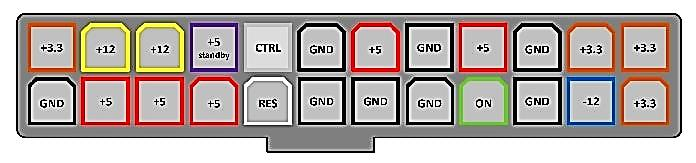 +3.3 +12 +12 +5 CTRL GND +5 GND +5 GND +3.3 +3.3
standby
GND +5 +5 +5 RES GND GND GND ON GND -12 +3.3